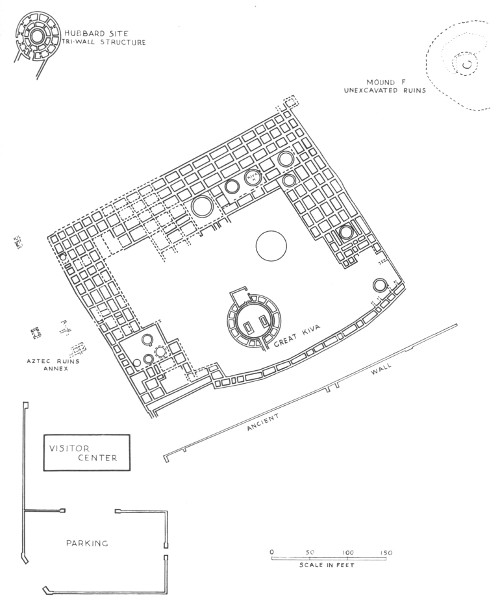 HUBBARD SITE
TRI-WALL STRUCTURE
MOUND F
UNEXCAVATED RUINS
GREAT KIVA
AZTEC RUINS
ANNEX
ANCIENT WALL
VISITOR
CENTER
PARKING
0 50 100 150
SCALE IN FEET